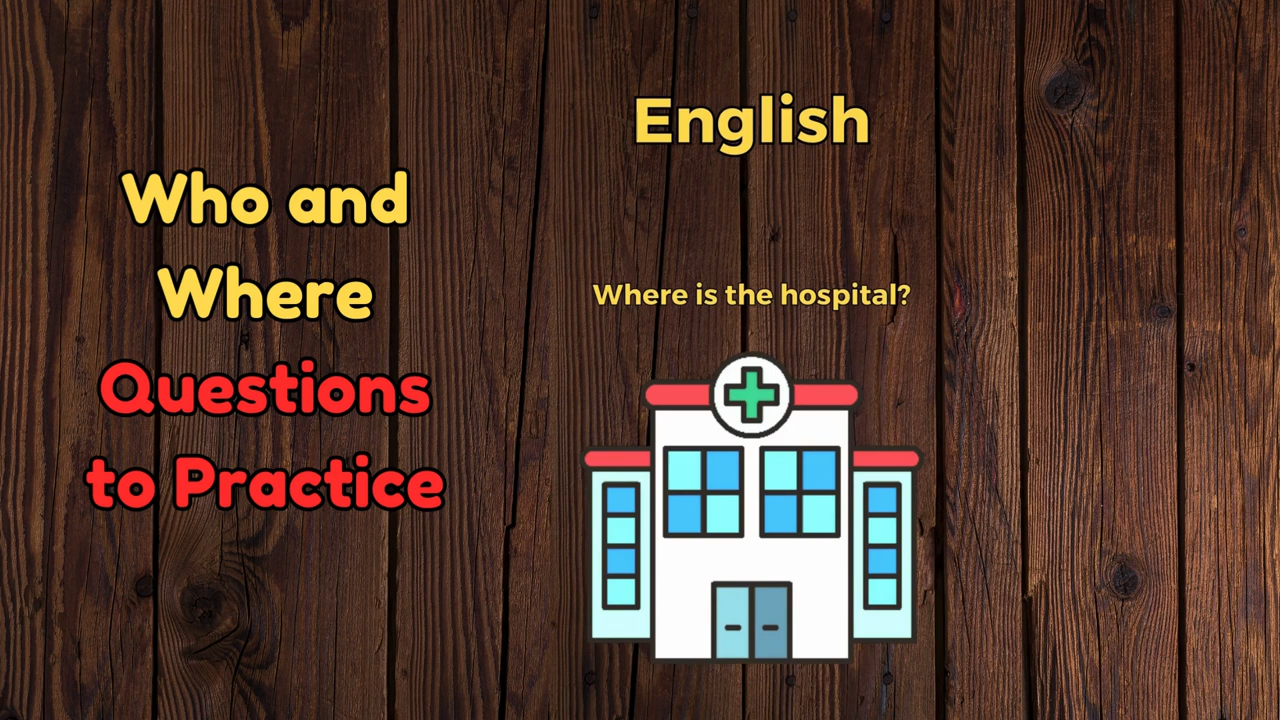 Who and
Where
Questions
to Practice
English
Where is the hospital?